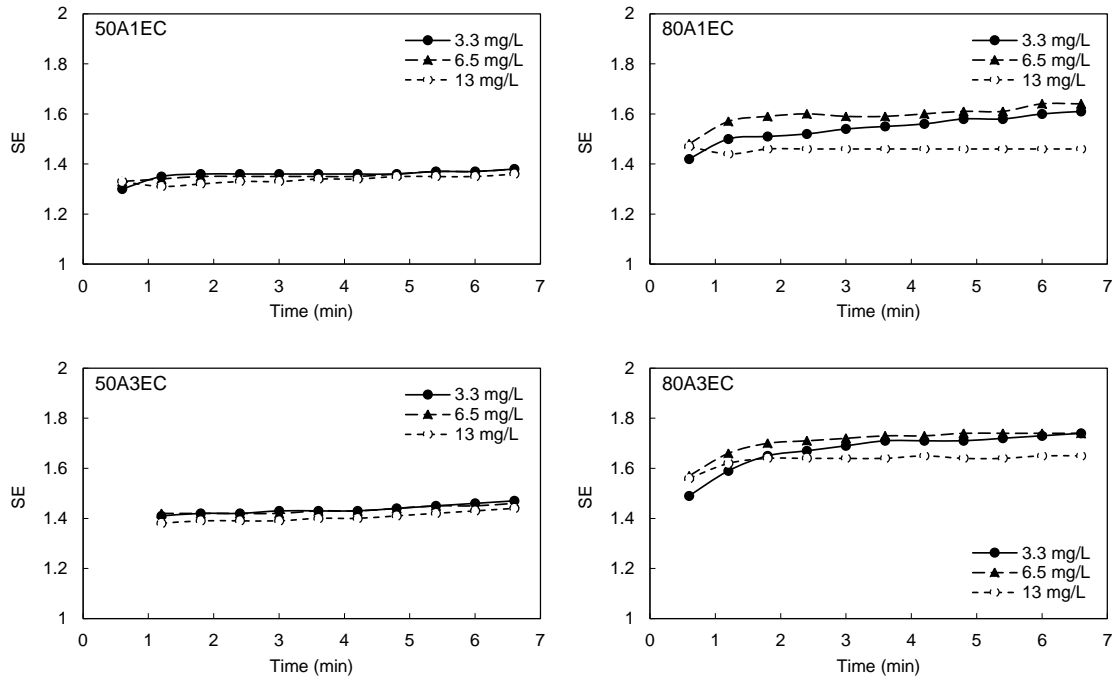 50A1EC
3.3 mg/L
6.5 mg/L
13 mg/L
2
1.8
1.6
1.4
1.2
1
SE
0 1 2 3 4 5 6 7
Time (min)
80A1EC
3.3 mg/L
6.5 mg/L
13 mg/L
2
1.8
1.6
1.4
1.2
1
SE
0 1 2 3 4 5 6 7
Time (min)
50A3EC
3.3 mg/L
6.5 mg/L
13 mg/L
2
1.8
1.6
1.4
1.2
1
SE
0 1 2 3 4 5 6 7
Time (min)
80A3EC
2
1.8
1.6
1.4
1.2
1
SE
3.3 mg/L
6.5 mg/L
13 mg/L
0 1 2 3 4 5 6 7
Time (min)